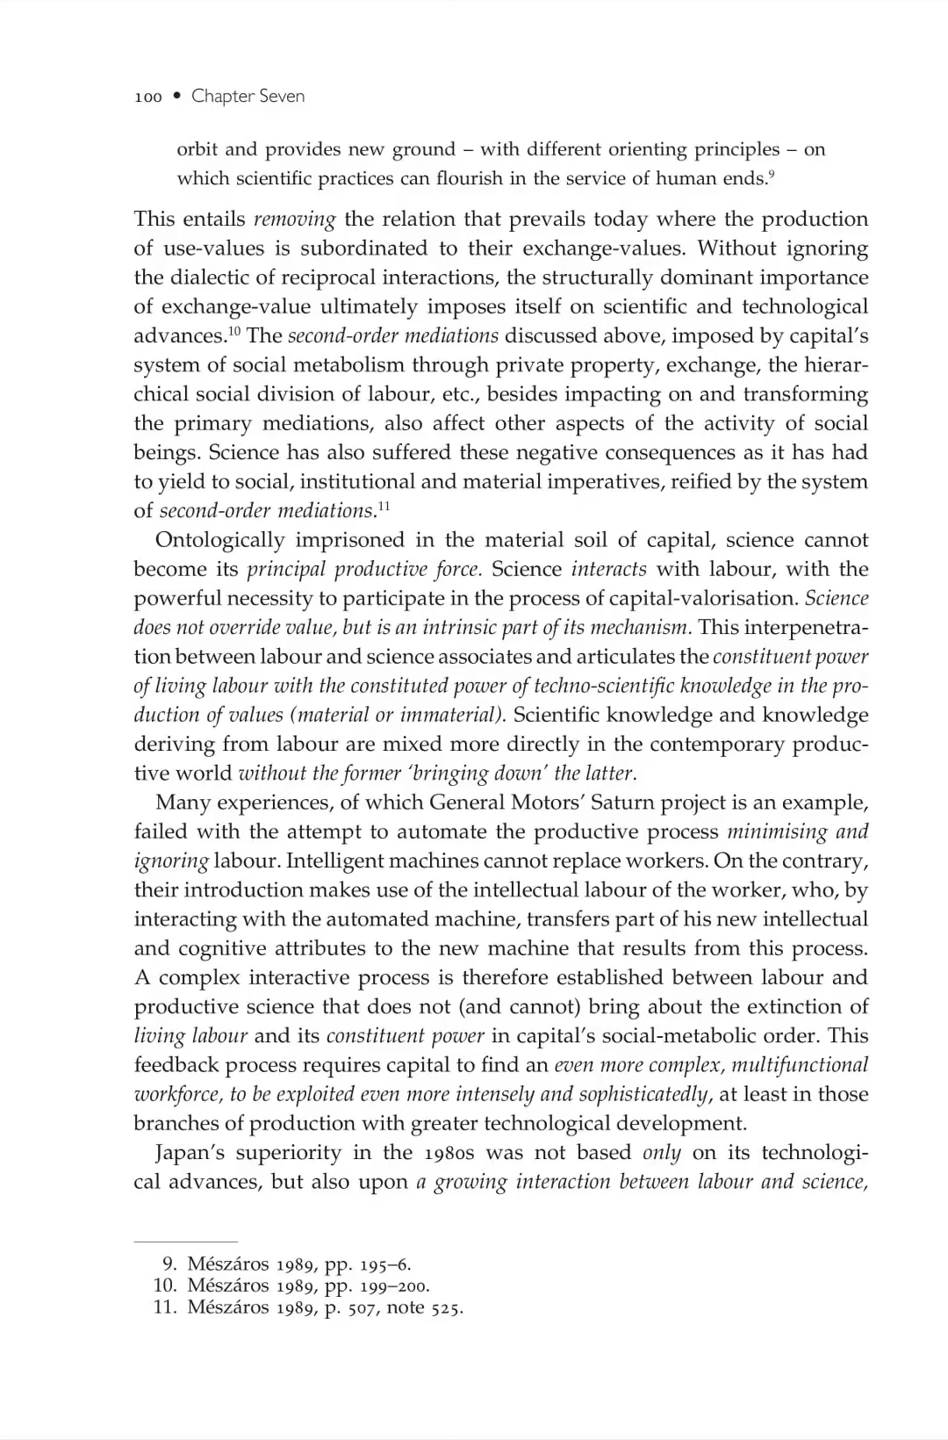 100 • Chapter Seven
orbit and provides new ground – with different orienting principles – on
which scientific practices can flourish in the service of human ends.⁹
This entails removing the relation that prevails today where the production
of use-values is subordinated to their exchange-values. Without ignoring
the dialectic of reciprocal interactions, the structurally dominant importance
of exchange-value ultimately imposes itself on scientific and technological
advances.¹⁰ The second-order mediations discussed above, imposed by capital’s
system of social metabolism through private property, exchange, the hierar-
chical social division of labour, etc., besides impacting on and transforming
the primary mediations, also affect other aspects of the activity of social
beings. Science has also suffered these negative consequences as it has had
to yield to social, institutional and material imperatives, reified by the system
of second-order mediations.¹¹
Ontologically imprisoned in the material soil of capital, science cannot
become its principal productive force. Science interacts with labour, with the
powerful necessity to participate in the process of capital-valorisation. Science
does not override value, but is an intrinsic part of its mechanism. This interpenetra-
tion between labour and science associates and articulates the constituent power
of living labour with the constituted power of techno-scientific knowledge in the pro-
duction of values (material or immaterial). Scientific knowledge and knowledge
deriving from labour are mixed more directly in the contemporary produc-
tive world without the former ‘bringing down’ the latter.
Many experiences, of which General Motors’ Saturn project is an example,
failed with the attempt to automate the productive process minimising and
ignoring labour. Intelligent machines cannot replace workers. On the contrary,
their introduction makes use of the intellectual labour of the worker, who, by
interacting with the automated machine, transfers part of his new intellectual
and cognitive attributes to the new machine that results from this process.
A complex interactive process is therefore established between labour and
productive science that does not (and cannot) bring about the extinction of
living labour and its constituent power in capital’s social-metabolic order. This
feedback process requires capital to find an even more complex, multifunctional
workforce, to be exploited even more intensely and sophisticatedly, at least in those
branches of production with greater technological development.
Japan’s superiority in the 1980s was not based only on its technologi-
cal advances, but also upon a growing interaction between labour and science,
9. Mészáros 1989, pp. 195–6.
10. Mészáros 1989, pp. 199–200.
11. Mészáros 1989, p. 507, note 525.